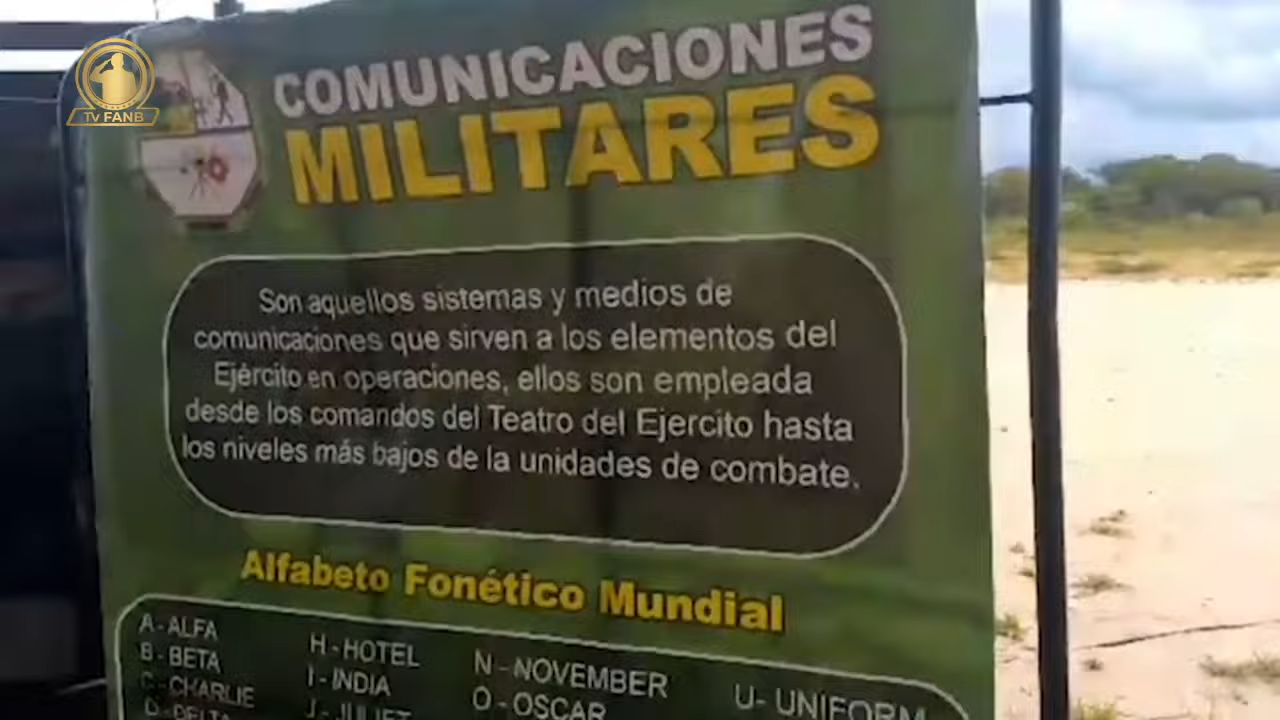 TV FANB
COMUNICACIONES
MILITARES
Son aquellos sistemas y medios de
comunicaciones que sirven a los elementos del
Ejército en operaciones, ellos son empleada
desde los comandos del Teatro del Ejercito hasta
los niveles más bajos de la unidades de combate.
Alfabeto Fonético Mundial
A - ALFA
B - BETA
C - CHARLIE
D - DELTA
H - HOTEL
I - INDIA
J - JULIET
N - NOVEMBER
O - OSCAR
U- UNIFORM